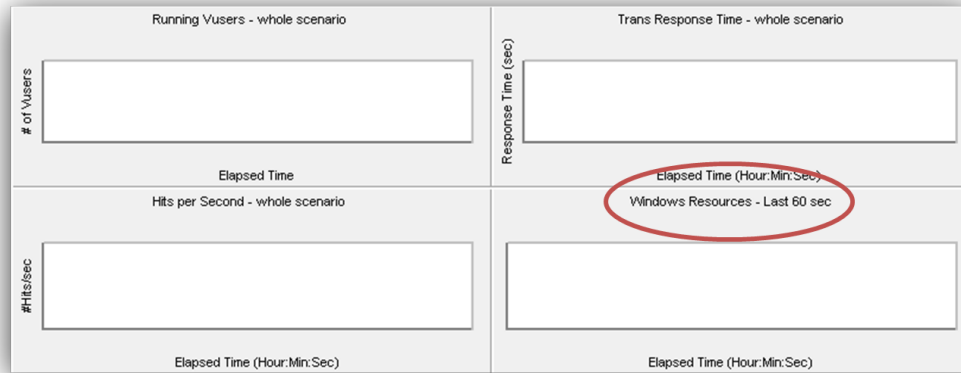 Running Vusers - whole scenario
# of Vusers
Elapsed Time
Trans Response Time - whole scenario
Response Time (sec)
Elapsed Time (Hour:Min:Sec)
Hits per Second - whole scenario
#Hits/sec
Elapsed Time (Hour:Min:Sec)
Windows Resources - Last 60 sec
Elapsed Time (Hour:Min:Sec)